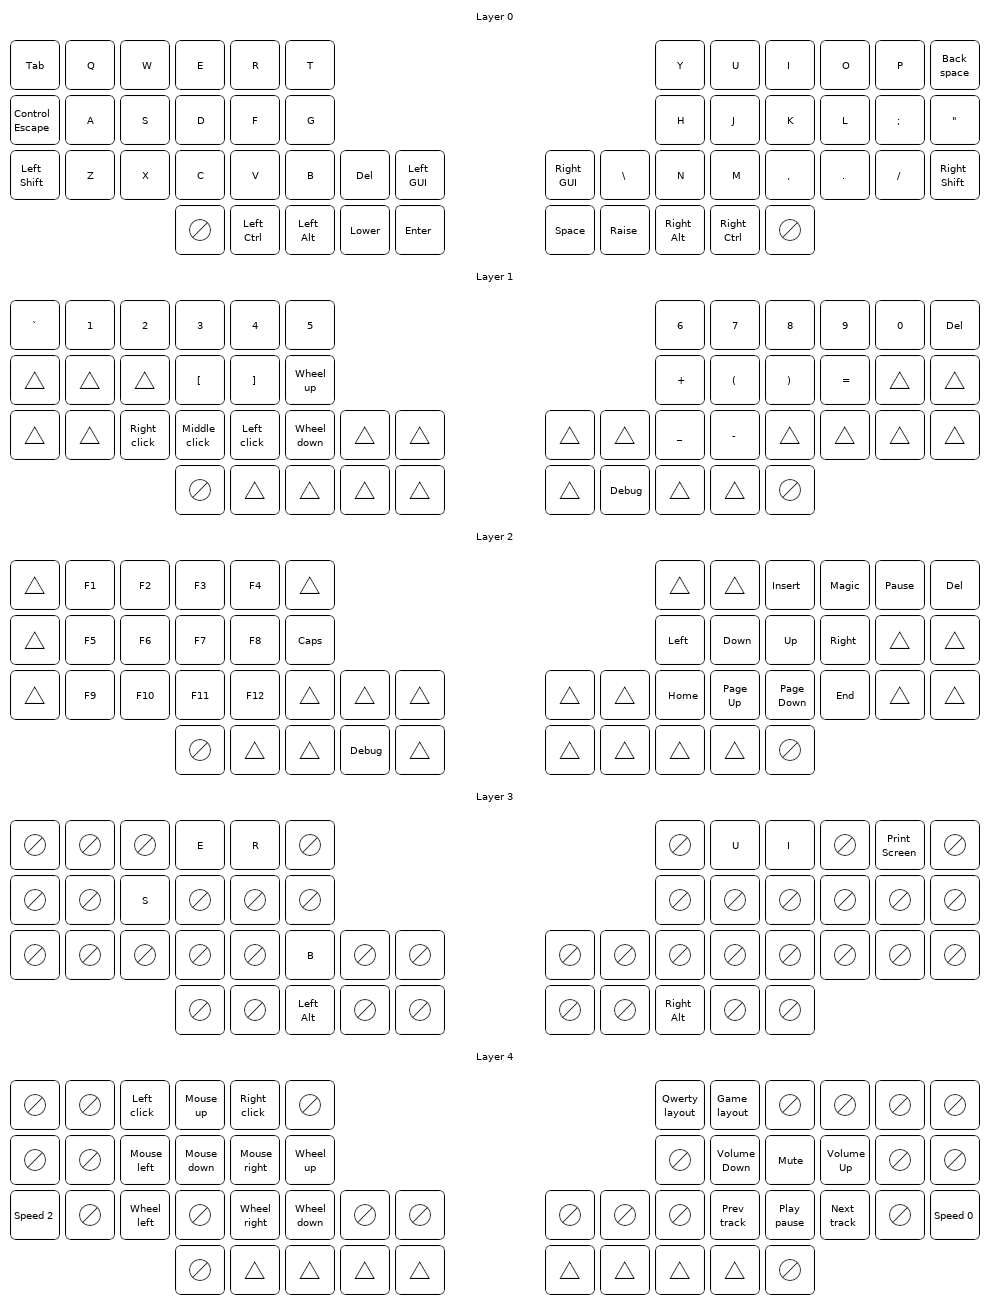 Layer 0
Tab Q W E R T Y U I O P Back space
Control Escape A S D F G H J K L ; "
Left Shift Z X C V B Del Left GUI Right GUI \ N M , . / Right Shift
Left Ctrl Left Alt Lower Enter Space Raise Right Alt Right Ctrl
Layer 1
` 1 2 3 4 5 6 7 8 9 0 Del
[ ] Wheel up + ( ) =
Right click Middle click Left click Wheel down _ -
Debug
Layer 2
F1 F2 F3 F4 Insert Magic Pause Del
F5 F6 F7 F8 Caps Left Down Up Right
F9 F10 F11 F12 Home Page Up Page Down End
Debug
Layer 3
E R U I Print Screen
S
B
Left Alt Right Alt
Layer 4
Left click Mouse up Right click Qwerty layout Game layout
Mouse left Mouse down Mouse right Wheel up Volume Down Mute Volume Up
Speed 2 Wheel left Wheel right Wheel down Prev track Play pause Next track Speed 0